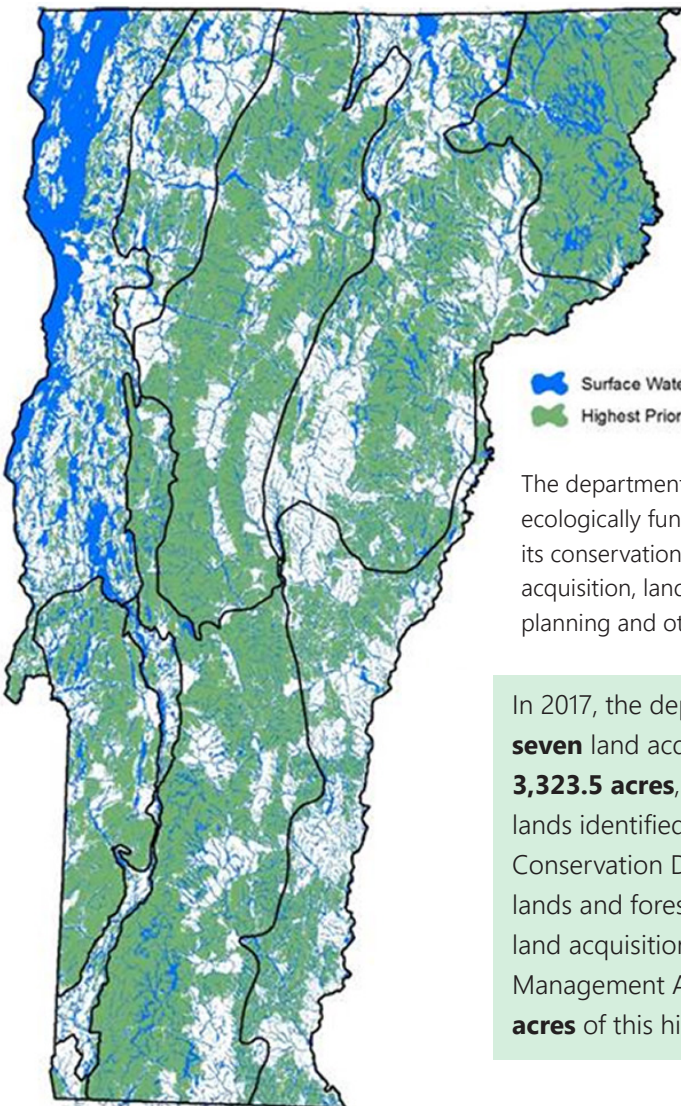 Surface Wate
Highest Prior
The department
ecologically fun
its conservation
acquisition, land
planning and ot
In 2017, the dep
seven land acq
3,323.5 acres,
lands identified
Conservation D
lands and fores
land acquisition
Management A
acres of this hi